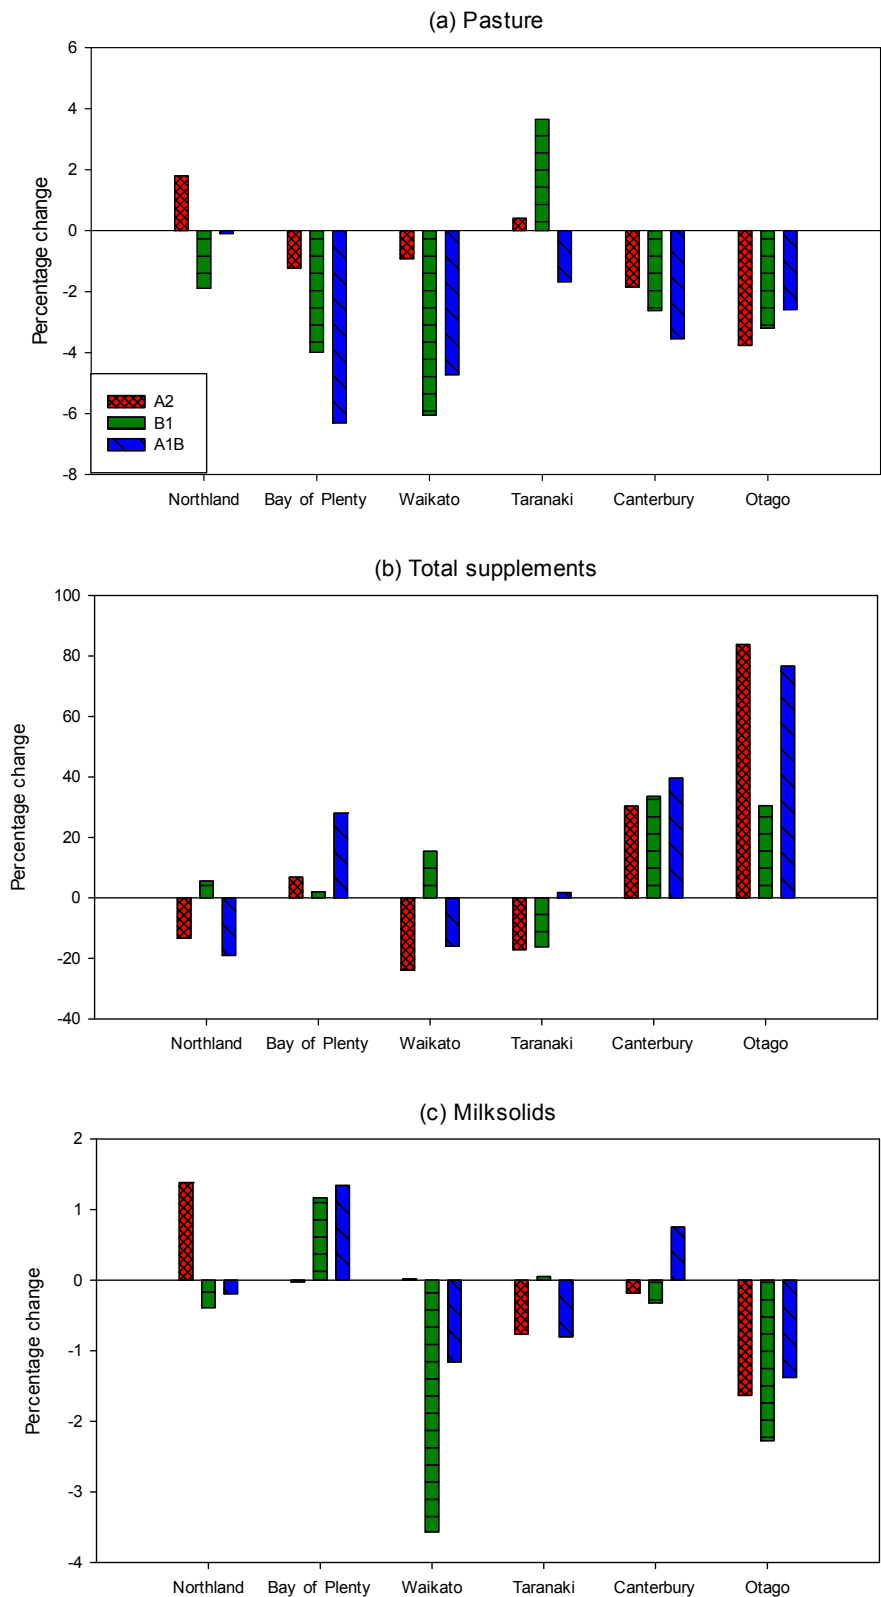 (a) Pasture
6
4
2
0
-2
-4
-6
-8
Percentage change
A2
B1
A1B
Northland Bay of Plenty Waikato Taranaki Canterbury Otago
(b) Total supplements
100
80
60
40
20
0
-20
-40
Percentage change
Northland Bay of Plenty Waikato Taranaki Canterbury Otago
(c) Milksolids
2
1
0
-1
-2
-3
-4
Percentage change
Northland Bay of Plenty Waikato Taranaki Canterbury Otago